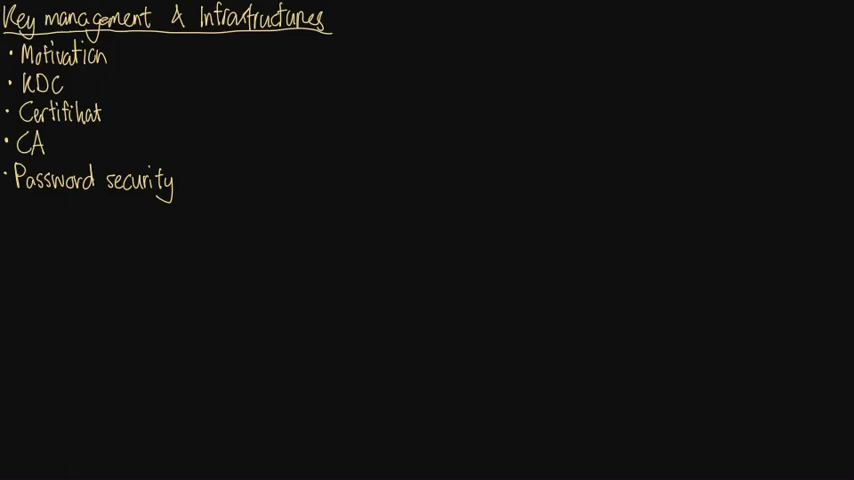 Key management & Infrastructures
• Motivation
• KDC
• Certifikat
• CA
• Password security